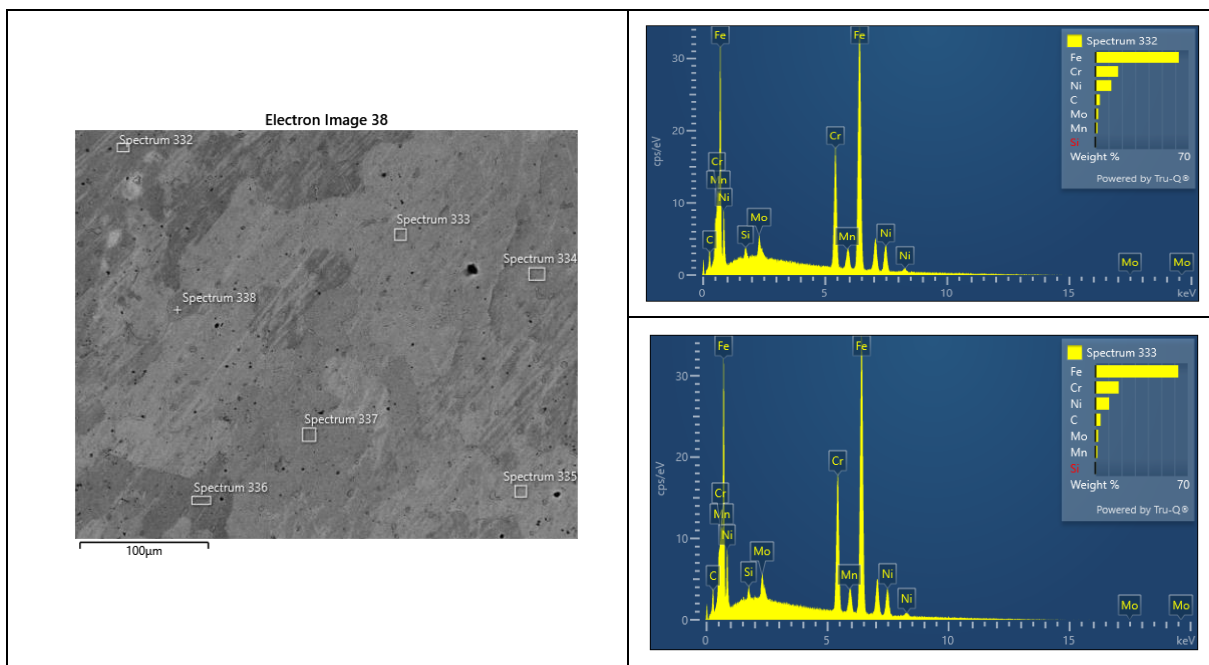 Electron Image 38
Spectrum 332
Spectrum 333
Spectrum 334
Spectrum 338
Spectrum 337
Spectrum 335
Spectrum 336
100µm
30
20
10
0
cps/eV
Fe
Cr
Mn
Ni
C
Si
Mo
Cr
Mn
Fe
Ni
Ni
Mo
Mo
0
5
10
15
keV
Spectrum 332
Fe
Cr
Ni
C
Mo
Mn
Si
Weight %
70
Powered by Tru-Q®
30
20
10
0
cps/eV
Fe
Cr
Mn
Ni
C
Si
Mo
Cr
Mn
Fe
Ni
Ni
Mo
Mo
0
5
10
15
keV
Spectrum 333
Fe
Cr
Ni
C
Mo
Mn
Si
Weight %
70
Powered by Tru-Q®